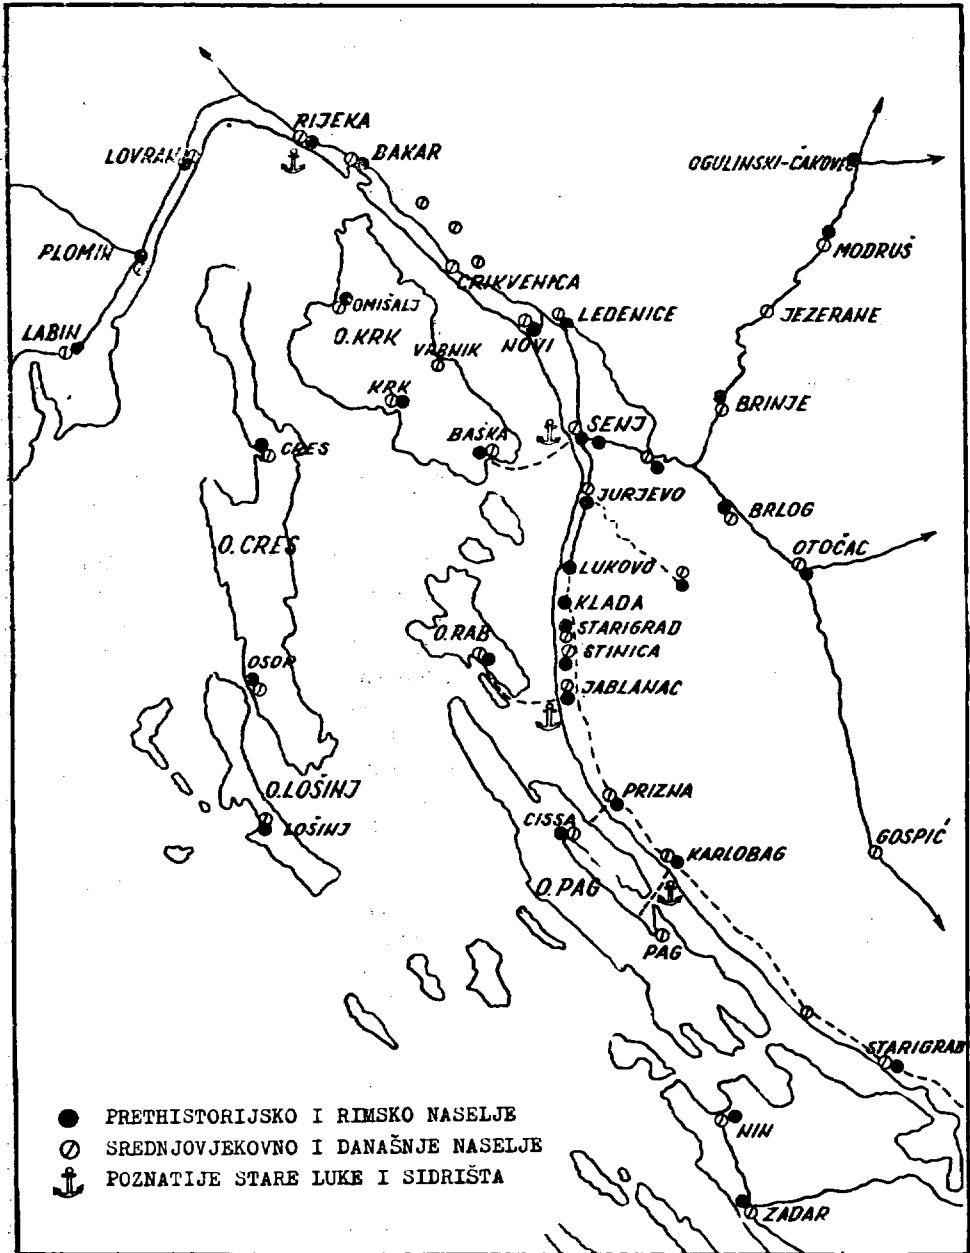 RIJEKA
LOVRAN
BAKAR
OGULINSKI-ČAKOVEC
PLOMIN
MODRUŠ
CRIKVENICA
OMIŠALJ
LEDENICE
JEZERANE
LABIN
O.KRK
NOVI
VRBNIK
KRK
BRINJE
SENJ
BAŠKA
CRES
JURJEVO
BRLOG
O.CRES
OTOČAC
LUKOVO
KLADA
STARIGRAD
O.RAB
STINICA
OSOR
JABLANAC
O.LOŠINJ
PRIZNA
CISSA
LOŠINJ
GOSPIĆ
KARLOBAG
O.PAG
PAG
STARIGRAD
PRETHISTORIJSKO I RIMSKO NASELJE
NIN
SREDNJOVJEKOVNO I DANAŠNJE NASELJE
POZNATIJE STARE LUKE I SIDRIŠTA
ZADAR